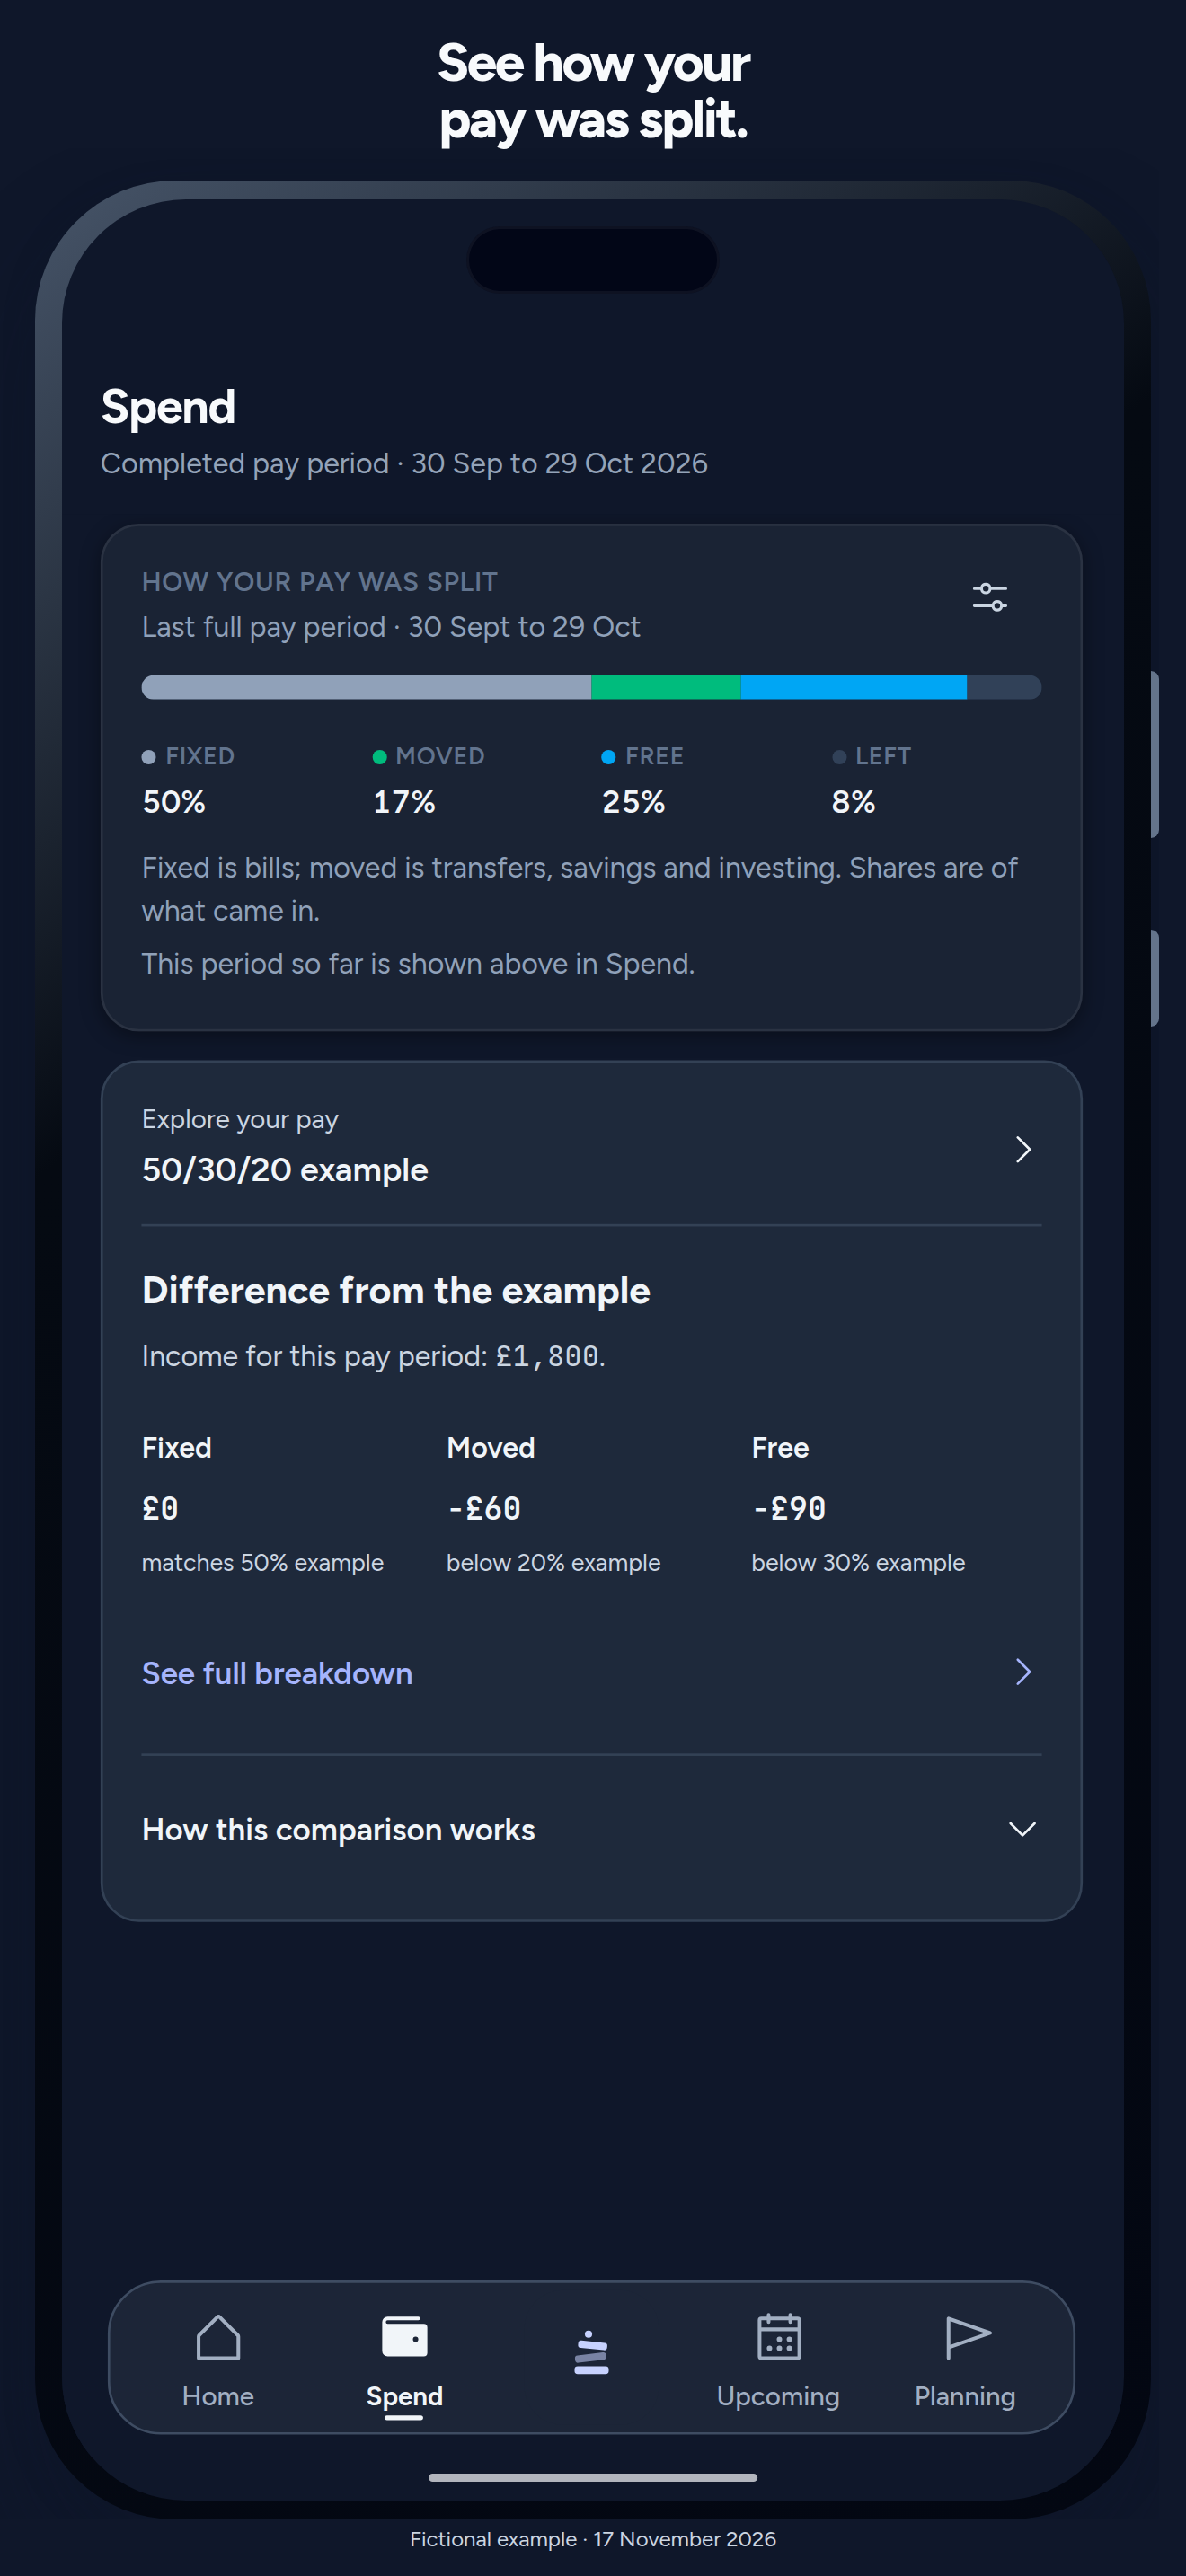 See how your
pay was split.
Spend
Completed pay period · 30 Sep to 29 Oct 2026
HOW YOUR PAY WAS SPLIT
Last full pay period · 30 Sept to 29 Oct
FIXED MOVED FREE LEFT
50% 17% 25% 8%
Fixed is bills; moved is transfers, savings and investing. Shares are of
what came in.
This period so far is shown above in Spend.
Explore your pay
50/30/20 example
Difference from the example
Income for this pay period: £1,800.
Fixed Moved Free
£0 -£60 -£90
matches 50% example below 20% example below 30% example
See full breakdown
How this comparison works
Home Spend Upcoming Planning
Fictional example · 17 November 2026